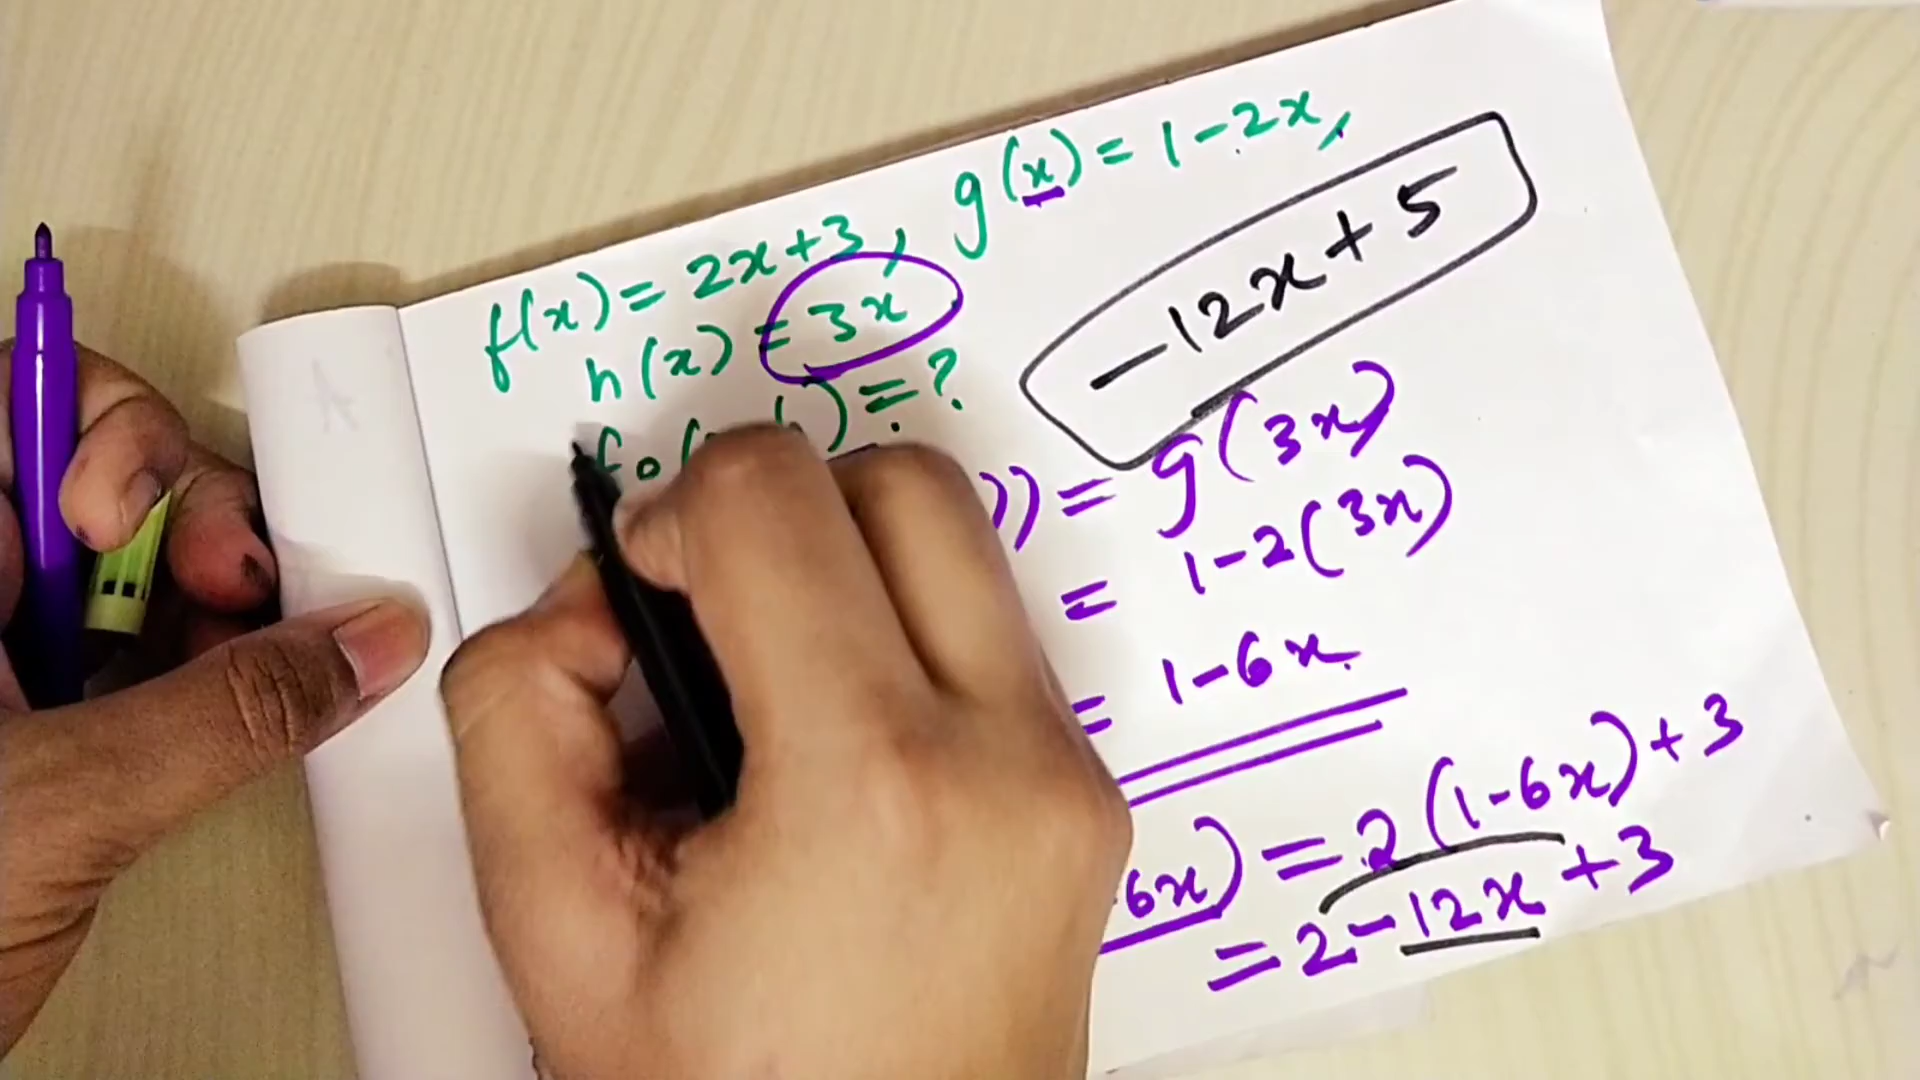 f(x) = 2x+3, g(x) = 1-2x,
h(x) = 3x
fo( ) = ?
-12x + 5
)) = g(3x)
= 1-2(3x)
= 1-6x
6x) = 2(1-6x)+3
= 2-12x+3